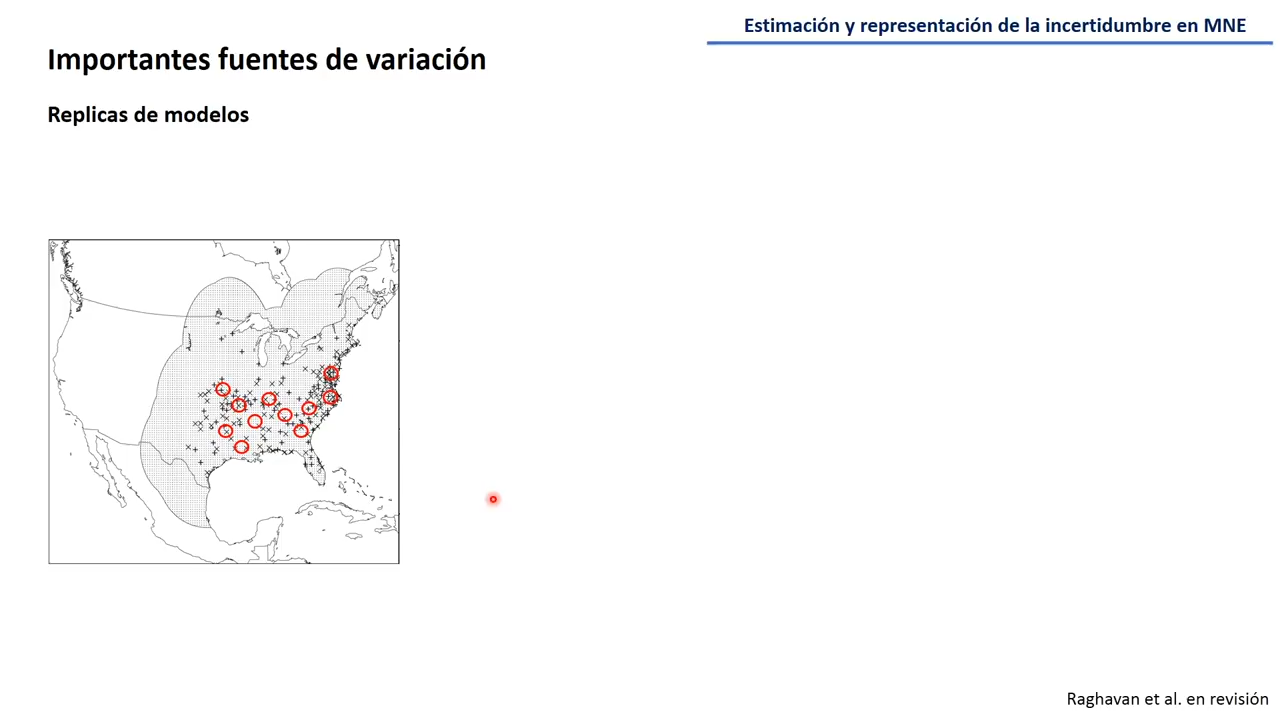 Estimación y representación de la incertidumbre en MNE
Importantes fuentes de variación
Replicas de modelos
Raghavan et al. en revisión